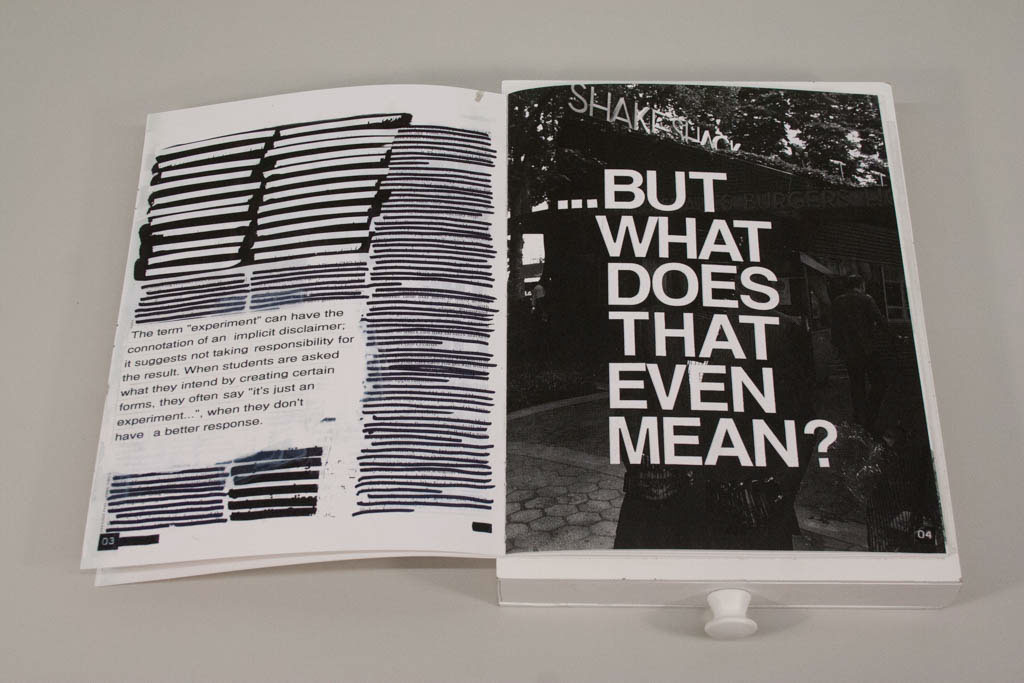 The term "experiment" can have the
connotation of an implicit disclaimer;
it suggests not taking responsibility for
the result. When students are asked
what they intend by creating certain
forms, they often say "it's just an
experiment...", when they don't
have a better response.
03
SHAKE SHACK
BURGERS
...BUT
WHAT
DOES
THAT
EVEN
MEAN?
04